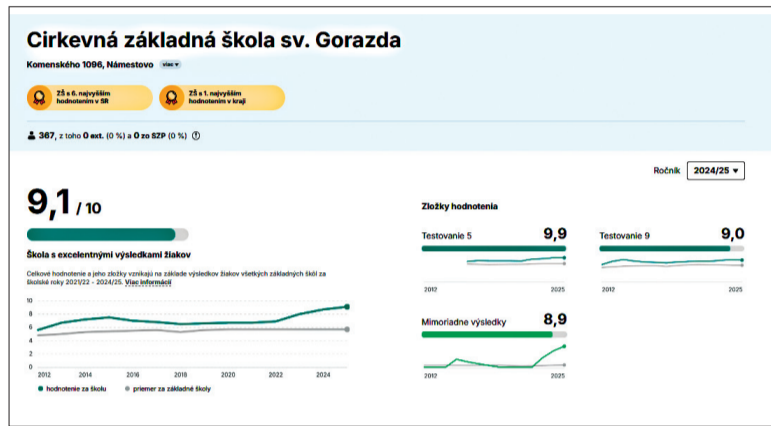 Cirkevná základná škola sv. Gorazda
Komenského 1096, Námestovo viac ▾
ZŠ s 6. najvyšším
hodnotením v SR
ZŠ s 1. najvyšším
hodnotením v kraji
367, z toho 0 ext. (0 %) a 0 zo SZP (0 %)
Ročník 2024/25 ▾
9,1 / 10
Škola s excelentnými výsledkami žiakov
Celkové hodnotenie a jeho zložky vznikajú na základe výsledkov žiakov všetkých základných škôl za
školské roky 2021/22 - 2024/25. Viac informácií
10
8
6
4
2
0
2012 2014 2016 2018 2020 2022 2024
hodnotenie za školu priemer za základné školy
Zložky hodnotenia
Testovanie 5 9,9
2012 2025
Testovanie 9 9,0
2012 2025
Mimoriadne výsledky 8,9
2012 2025